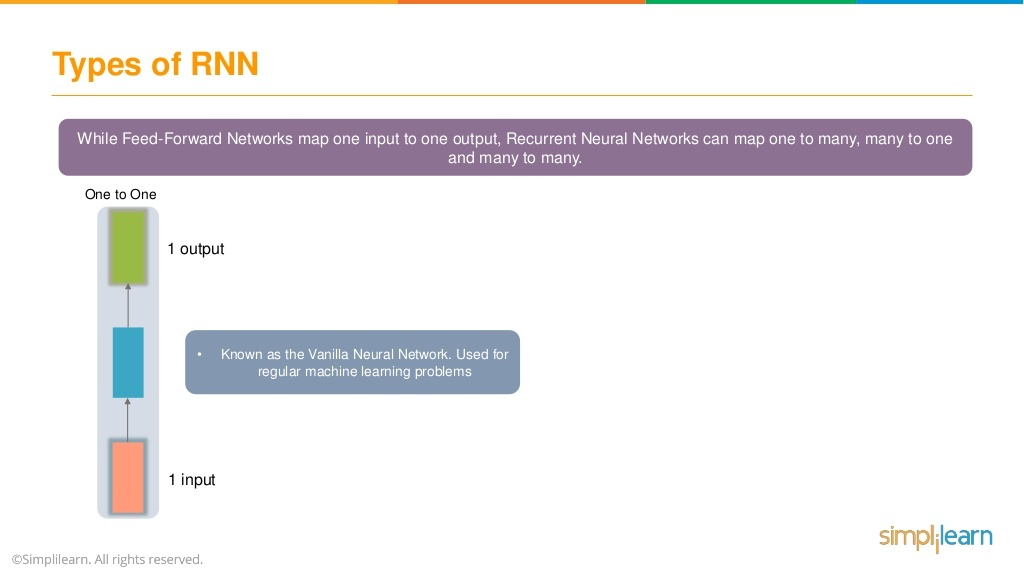 Types of RNN
While Feed-Forward Networks map one input to one output, Recurrent Neural Networks can map one to many, many to one
and many to many.
One to One
1 output
• Known as the Vanilla Neural Network. Used for
regular machine learning problems
1 input
simplilearn
©Simplilearn. All rights reserved.